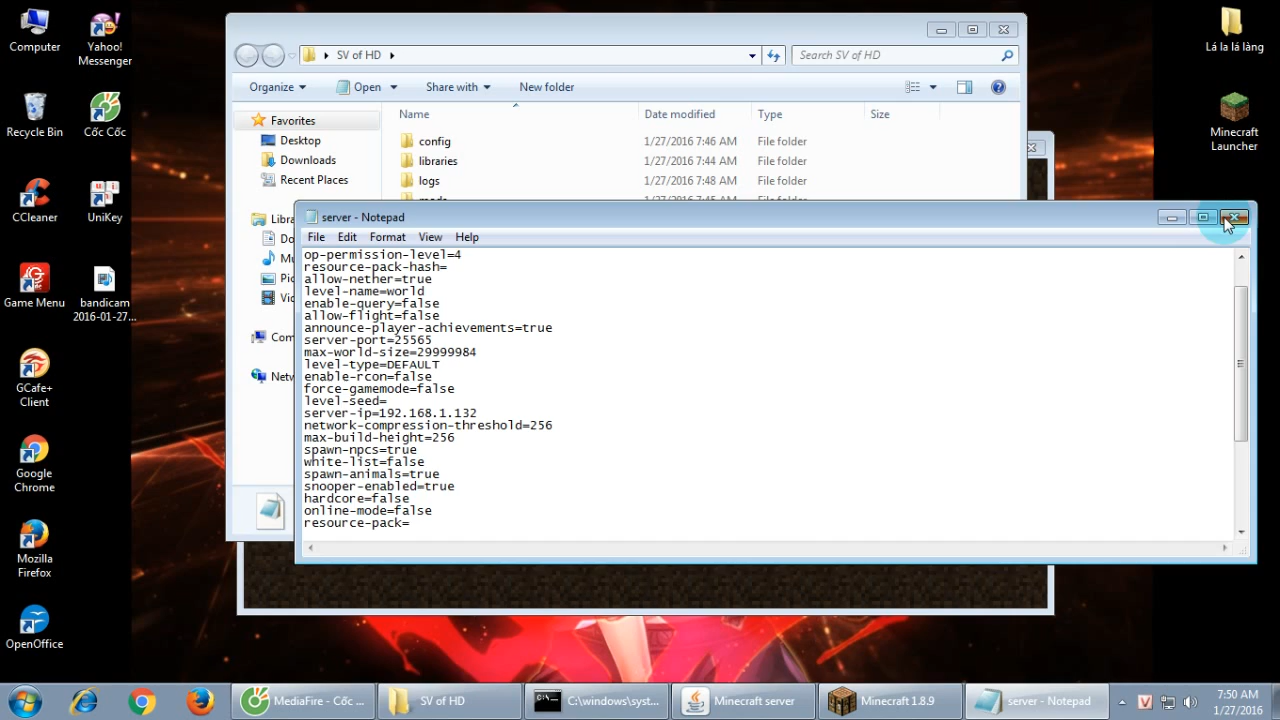 Computer
Yahoo!
Messenger
Recycle Bin
Cốc Cốc
CCleaner
UniKey
Game Menu
bandicam
2016-01-27...
GCafe+
Client
Google
Chrome
Mozilla
Firefox
OpenOffice
Lá la lá làng
Minecraft
Launcher
SV of HD
Search SV of HD
Organize
Open
Share with
New folder
Name
Date modified
Type
Size
Favorites
Desktop
Downloads
Recent Places
config
1/27/2016 7:46 AM
File folder
libraries
1/27/2016 7:44 AM
File folder
logs
1/27/2016 7:48 AM
File folder
server - Notepad
File Edit Format View Help
op-permission-level=4
resource-pack-hash=
allow-nether=true
level-name=world
enable-query=false
allow-flight=false
announce-player-achievements=true
server-port=25565
max-world-size=29999984
level-type=DEFAULT
enable-rcon=false
force-gamemode=false
level-seed=
server-ip=192.168.1.132
network-compression-threshold=256
max-build-height=256
spawn-npcs=true
white-list=false
spawn-animals=true
snooper-enabled=true
hardcore=false
online-mode=false
resource-pack=
MediaFire - Cốc ...
SV of HD
C:\windows\syst...
Minecraft server
Minecraft 1.8.9
server - Notepad
V
7:50 AM
1/27/2016